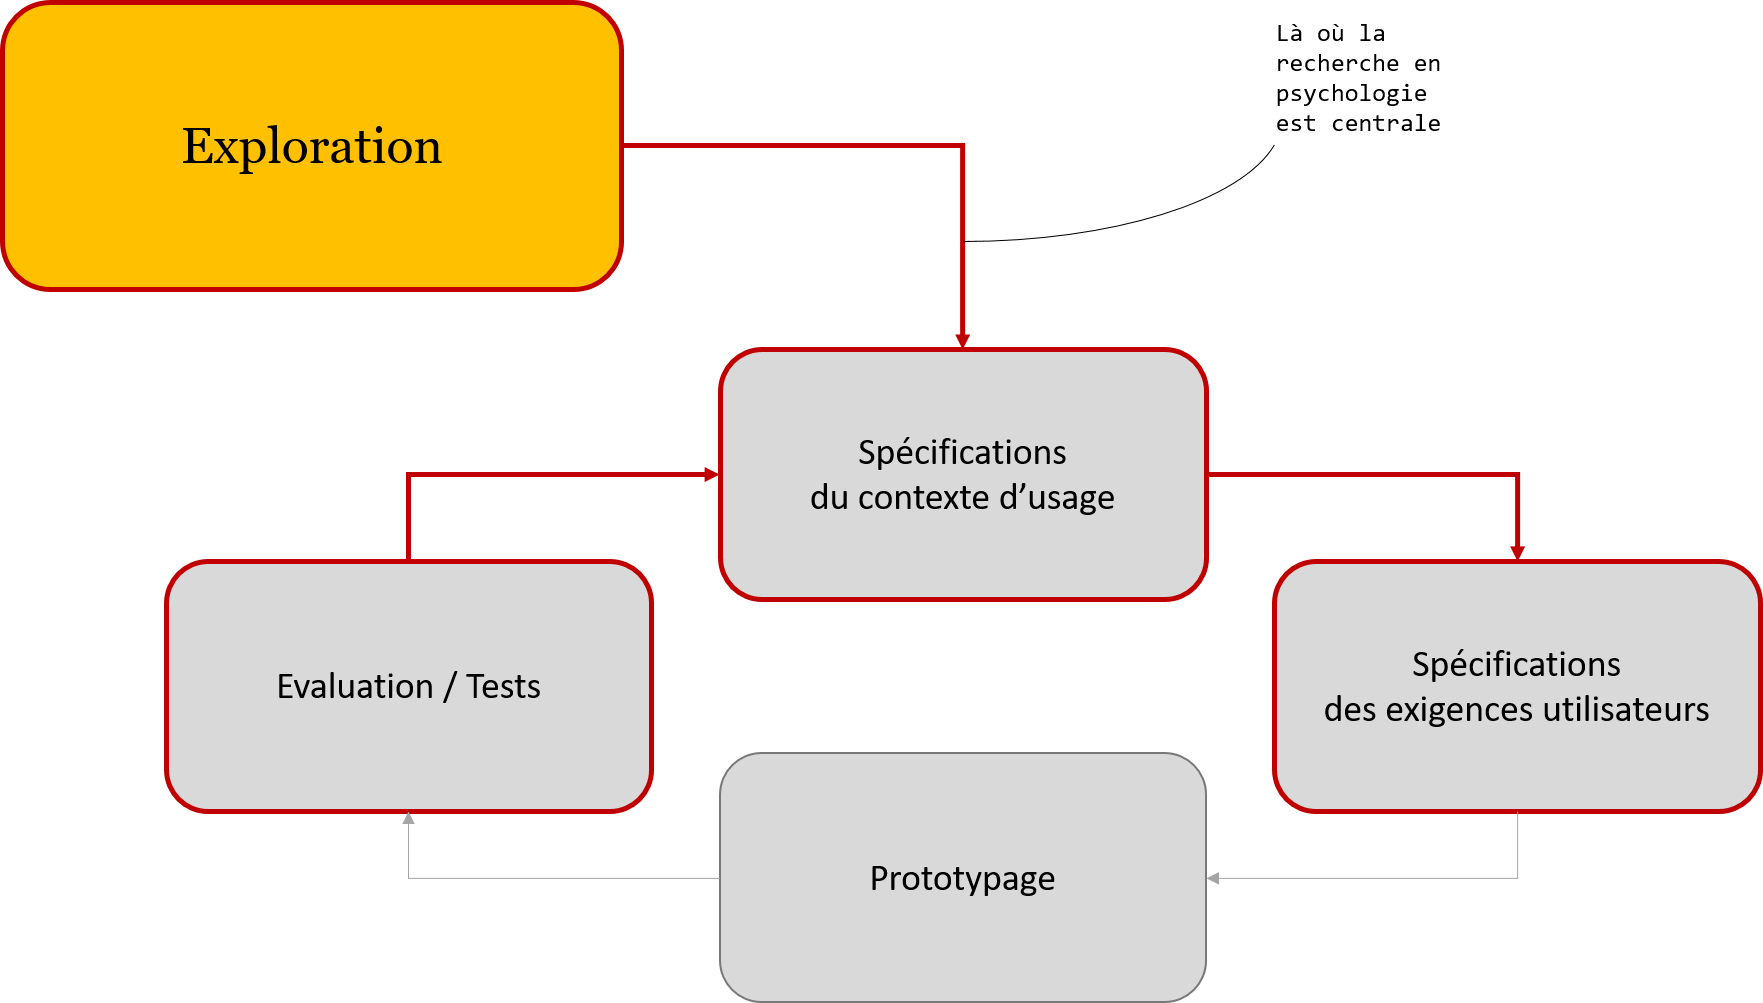 Exploration
Là où la
recherche en
psychologie
est centrale
Spécifications
du contexte d’usage
Evaluation / Tests
Spécifications
des exigences utilisateurs
Prototypage